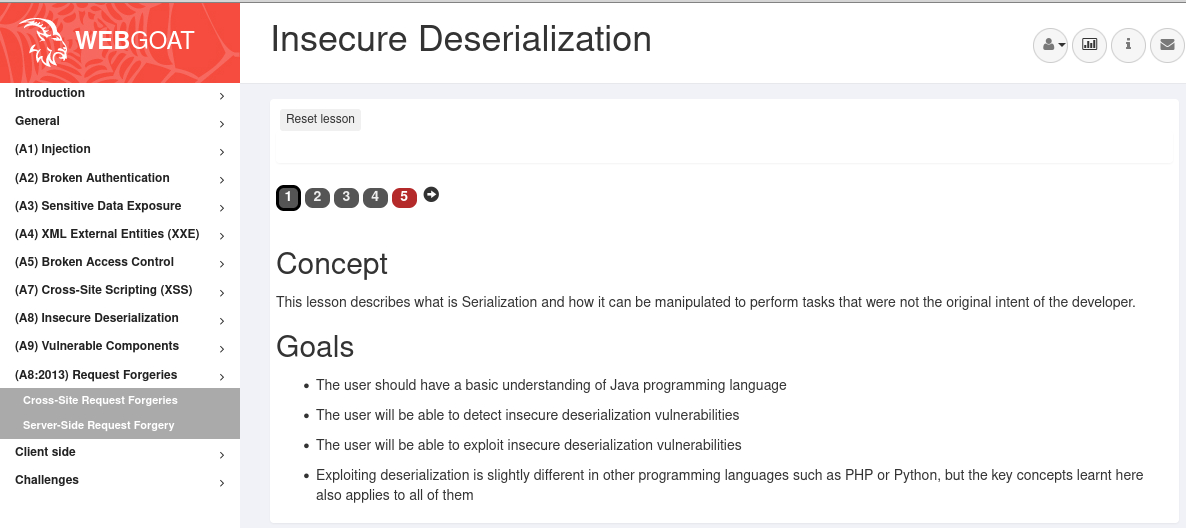 WEBGOAT
Insecure Deserialization
Introduction
General
(A1) Injection
(A2) Broken Authentication
(A3) Sensitive Data Exposure
(A4) XML External Entities (XXE)
(A5) Broken Access Control
(A7) Cross-Site Scripting (XSS)
(A8) Insecure Deserialization
(A9) Vulnerable Components
(A8:2013) Request Forgeries
Cross-Site Request Forgeries
Server-Side Request Forgery
Client side
Challenges
Reset lesson
1 2 3 4 5
Concept
This lesson describes what is Serialization and how it can be manipulated to perform tasks that were not the original intent of the developer.
Goals
• The user should have a basic understanding of Java programming language
• The user will be able to detect insecure deserialization vulnerabilities
• The user will be able to exploit insecure deserialization vulnerabilities
• Exploiting deserialization is slightly different in other programming languages such as PHP or Python, but the key concepts learnt here
also applies to all of them